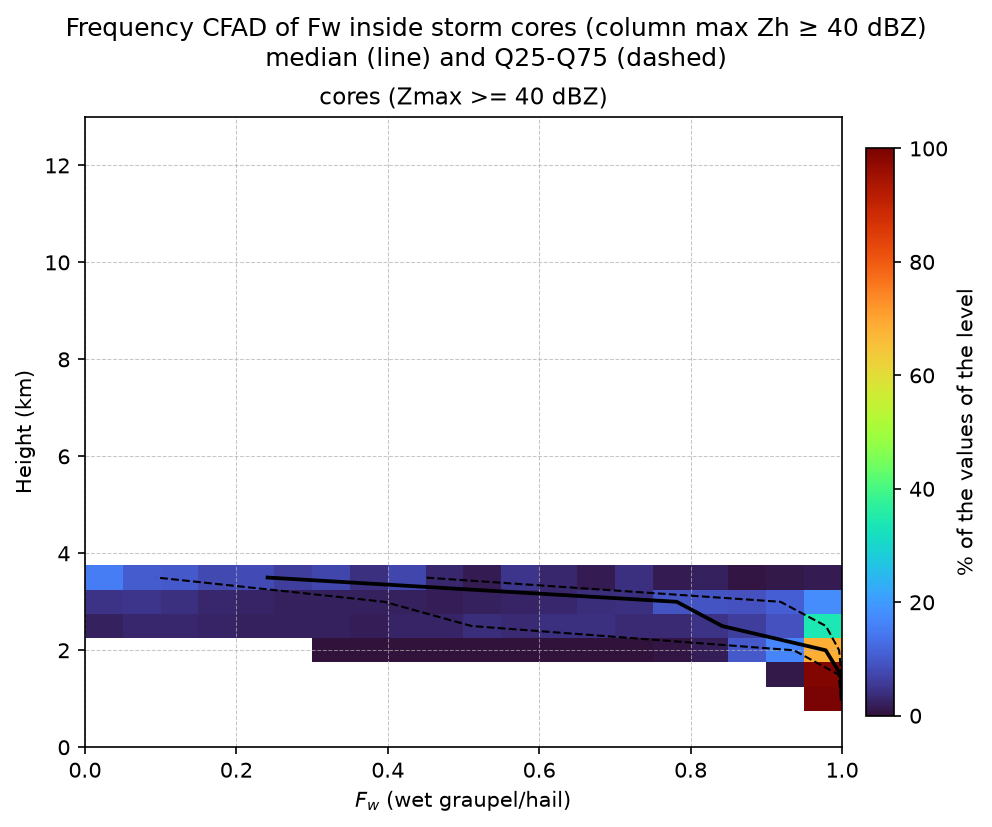 Frequency CFAD of Fw inside storm cores (column max Zh ≥ 40 dBZ)
median (line) and Q25-Q75 (dashed)
cores (Zmax >= 40 dBZ)
12
10
8
6
4
2
0
Height (km)
0.0 0.2 0.4 0.6 0.8 1.0
F_w (wet graupel/hail)
100
80
60
40
20
0
% of the values of the level